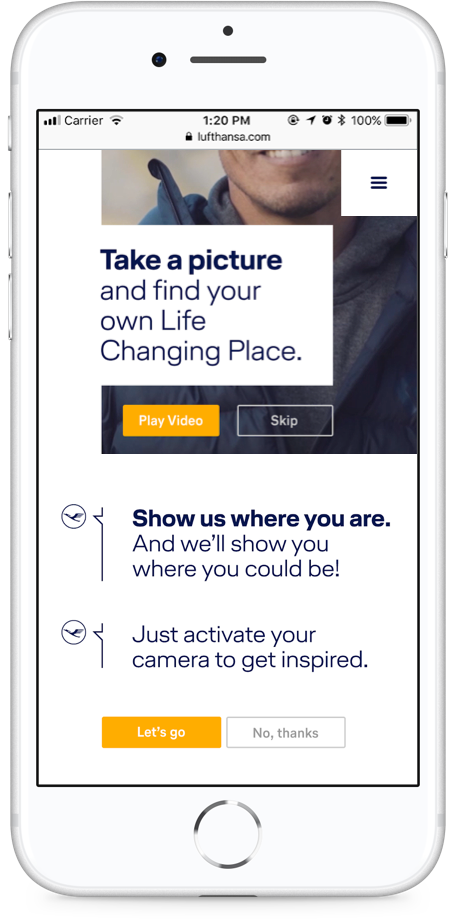 Carrier 1:20 PM 100%
lufthansa.com
Take a picture
and find your
own Life
Changing Place.
Play Video Skip
Show us where you are.
And we'll show you
where you could be!
Just activate your
camera to get inspired.
Let's go No, thanks